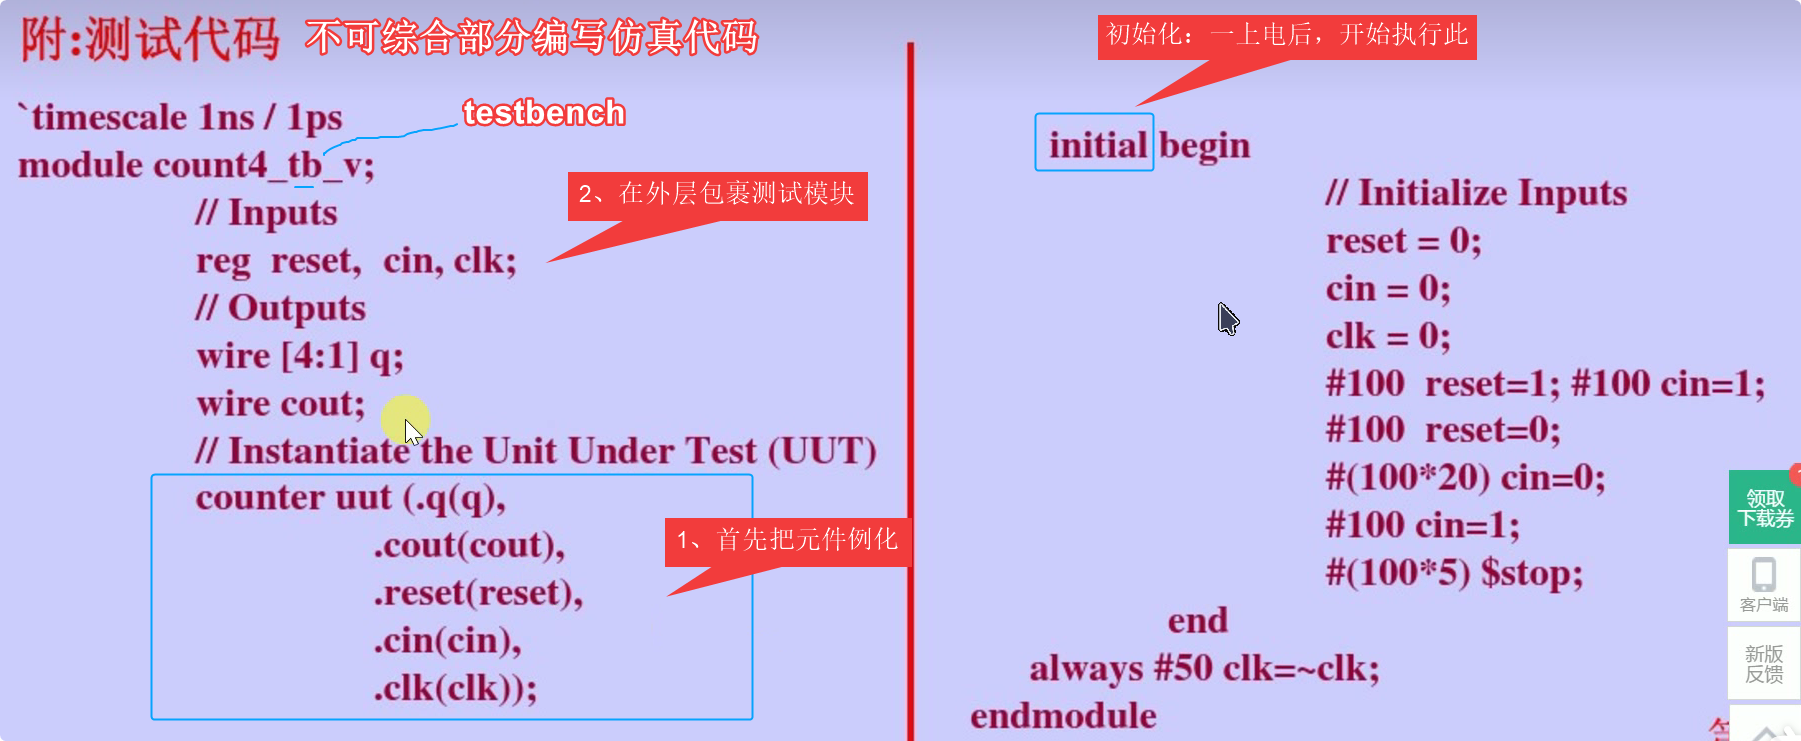 附:测试代码 不可综合部分编写仿真代码
`timescale 1ns / 1ps
testbench
module count4_tb_v;
2、在外层包裹测试模块
// Inputs
reg reset, cin, clk;
// Outputs
wire [4:1] q;
wire cout;
// Instantiate the Unit Under Test (UUT)
counter uut (.q(q),
1、首先把元件例化
.cout(cout),
.reset(reset),
.cin(cin),
.clk(clk));
初始化：一上电后，开始执行此
initial begin
// Initialize Inputs
reset = 0;
cin = 0;
clk = 0;
#100 reset=1; #100 cin=1;
#100 reset=0;
#(100*20) cin=0;
#100 cin=1;
#(100*5) $stop;
end
always #50 clk=~clk;
endmodule
领取
下载券
客户端
新版
反馈